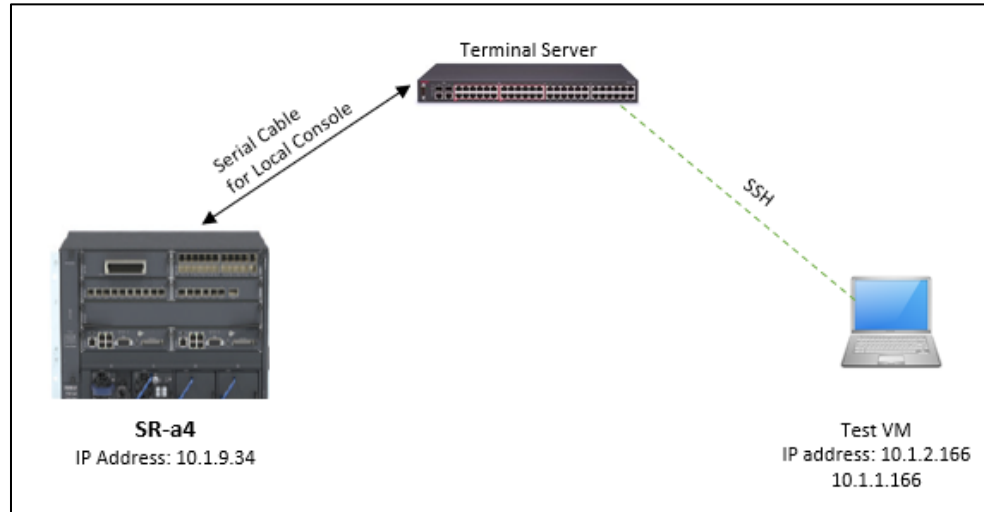 Terminal Server
Serial Cable
for Local Console
SSH
SR-a4
IP Address: 10.1.9.34
Test VM
IP address: 10.1.2.166
10.1.1.166